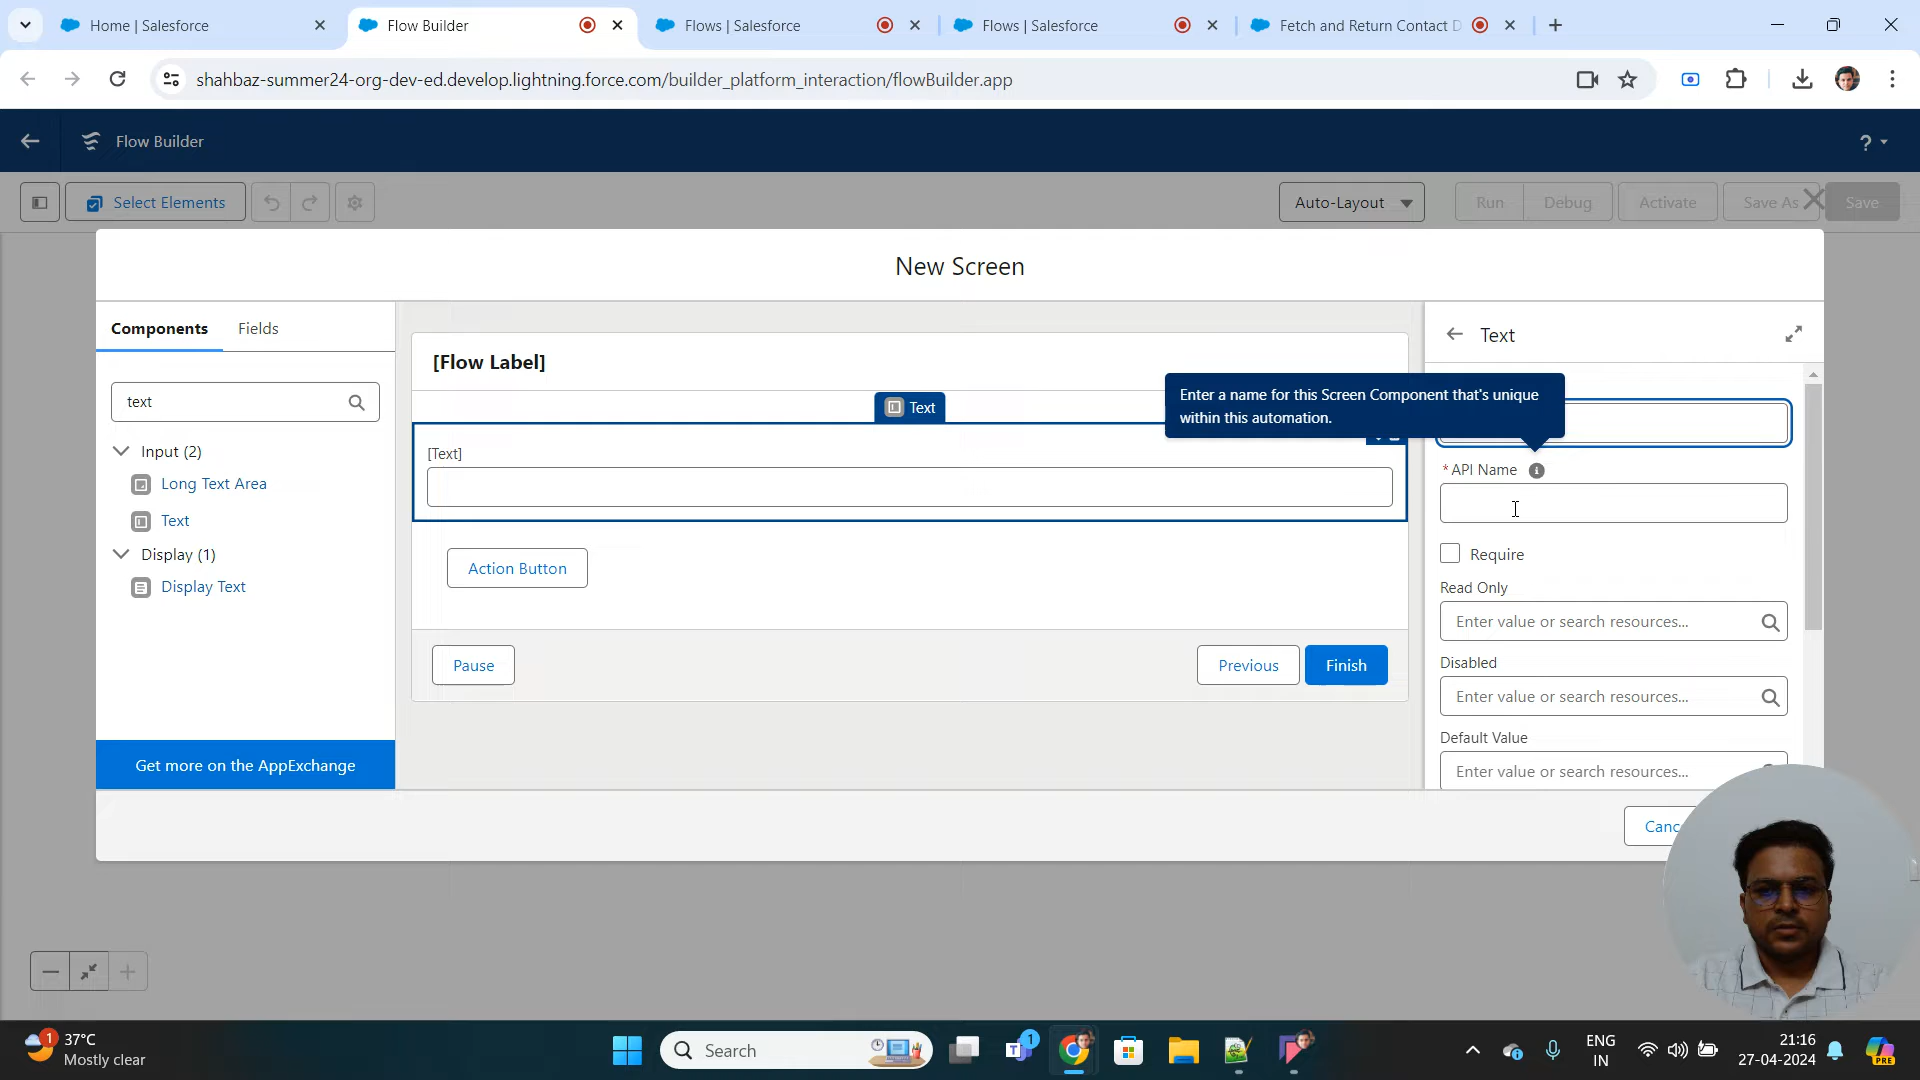 Home | Salesforce
Flow Builder
Flows | Salesforce
Flows | Salesforce
Fetch and Return Contact D
shahbaz-summer24-org-dev-ed.develop.lightning.force.com/builder_platform_interaction/flowBuilder.app
Flow Builder
?
Select Elements
Auto-Layout
Run
Debug
Activate
Save As
Save
New Screen
Components
Fields
text
Input (2)
Long Text Area
Text
Display (1)
Display Text
Get more on the AppExchange
[Flow Label]
Text
[Text]
Action Button
Pause
Previous
Finish
Text
Enter a name for this Screen Component that's unique
within this automation.
*API Name
Require
Read Only
Enter value or search resources...
Disabled
Enter value or search resources...
Default Value
Enter value or search resources...
Canc
1
37°C
Mostly clear
Search
1
ENG
IN
21:16
27-04-2024
PRE